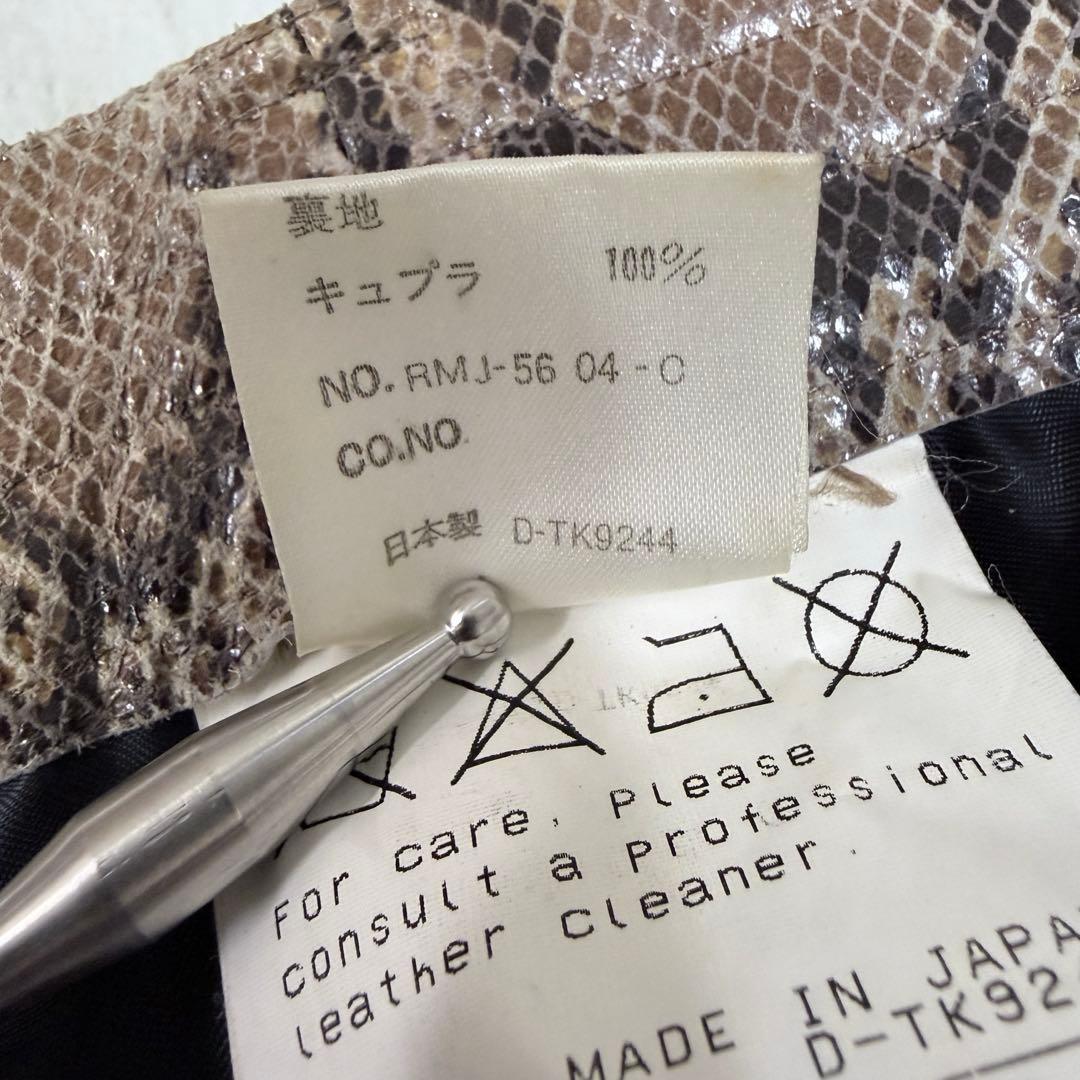 裏地
キュプラ 100%
NO. RMJ-56 04 - C
CO.NO.
日本製 D-TK9244
For care, please
consult a professional
leather cleaner.
MADE IN JAPA
D-TK92